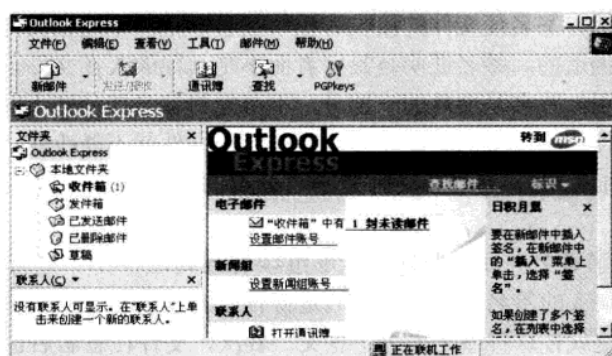 Outlook Express
文件(F) 编辑(E) 查看(V) 工具(T) 邮件(M) 帮助(H)
新邮件 发送/接收 通讯簿 查找 PGPkeys
Outlook Express
文件夹 ×
Outlook Express
本地文件夹
收件箱 (1)
发件箱
已发送邮件
已删除邮件
草稿
联系人(C) ×
没有联系人可显示。在“联系人”上单
击来创建一个新的联系人。
Outlook
Express
转到 msn
查找邮件... 标识
电子邮件
“收件箱”中有 1 封未读邮件
设置邮件账号...
新闻组
设置新闻组账号...
联系人
打开通讯簿...
日积月累 ×
要在新邮件中插入
签名，在新邮件中
的“插入”菜单上
单击，选择“签
名”。
如果创建了多个签
名，在列表中选择
正在联机工作